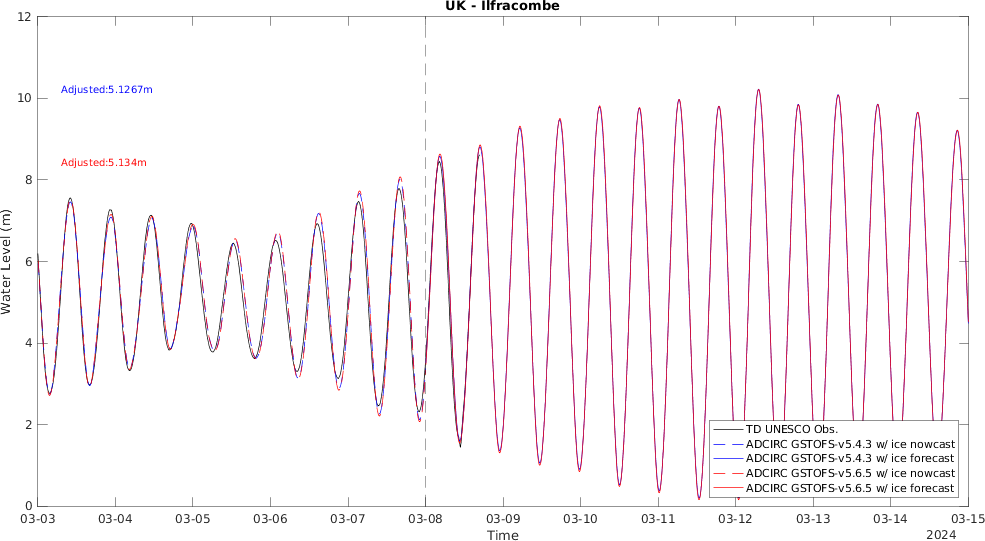 UK - Ilfracombe
12
10
8
6
4
2
0
Water Level (m)
Adjusted:5.1267m
Adjusted:5.134m
TD UNESCO Obs.
ADCIRC GSTOFS-v5.4.3 w/ ice nowcast
ADCIRC GSTOFS-v5.4.3 w/ ice forecast
ADCIRC GSTOFS-v5.6.5 w/ ice nowcast
ADCIRC GSTOFS-v5.6.5 w/ ice forecast
03-03 03-04 03-05 03-06 03-07 03-08 03-09 03-10 03-11 03-12 03-13 03-14 03-15
Time
2024